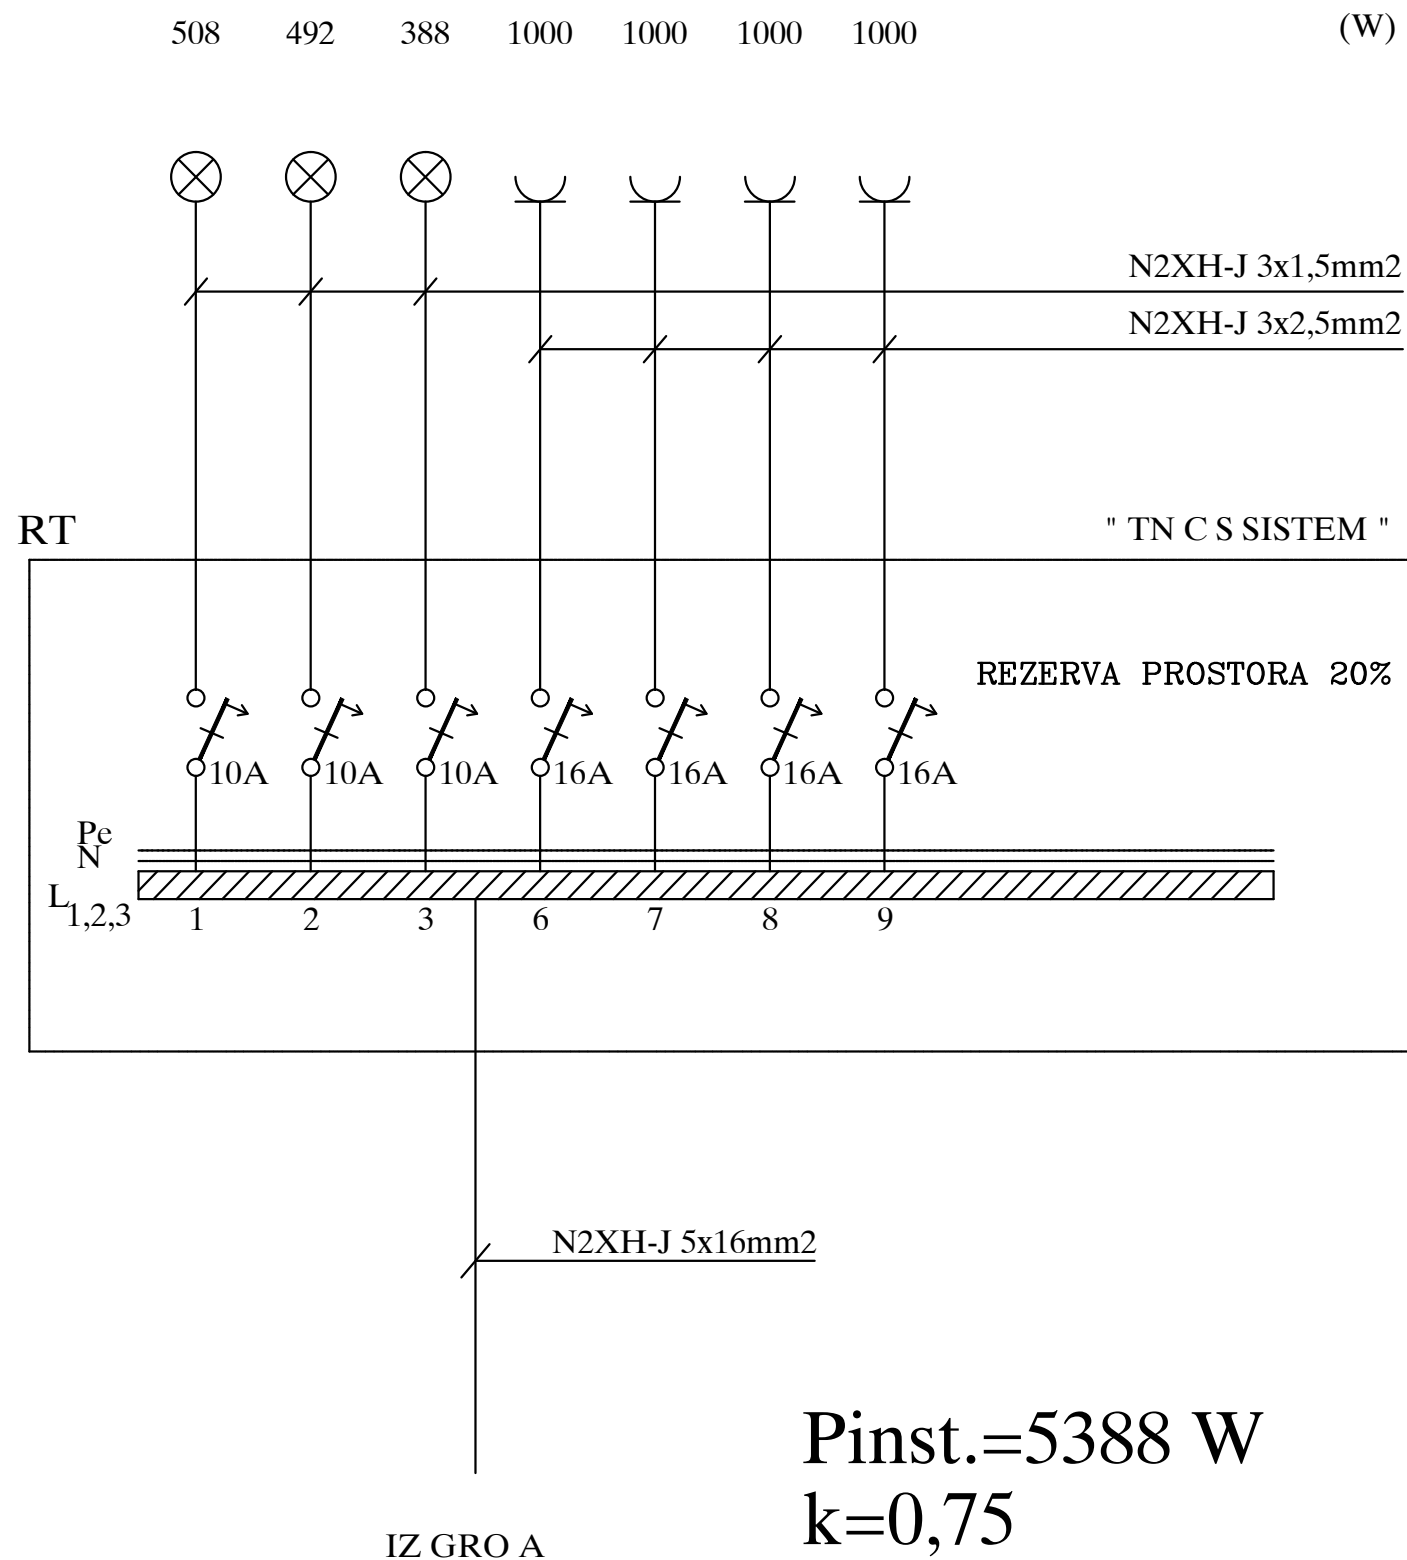 508 492 388 1000 1000 1000 1000 (W)
N2XH-J 3x1,5mm2
N2XH-J 3x2,5mm2
RT " TN C S SISTEM "
REZERVA PROSTORA 20%
10A 10A 10A 16A 16A 16A 16A
Pe
N
L1,2,3 1 2 3 6 7 8 9
N2XH-J 5x16mm2
Pinst.=5388 W
k=0,75
IZ GRO A